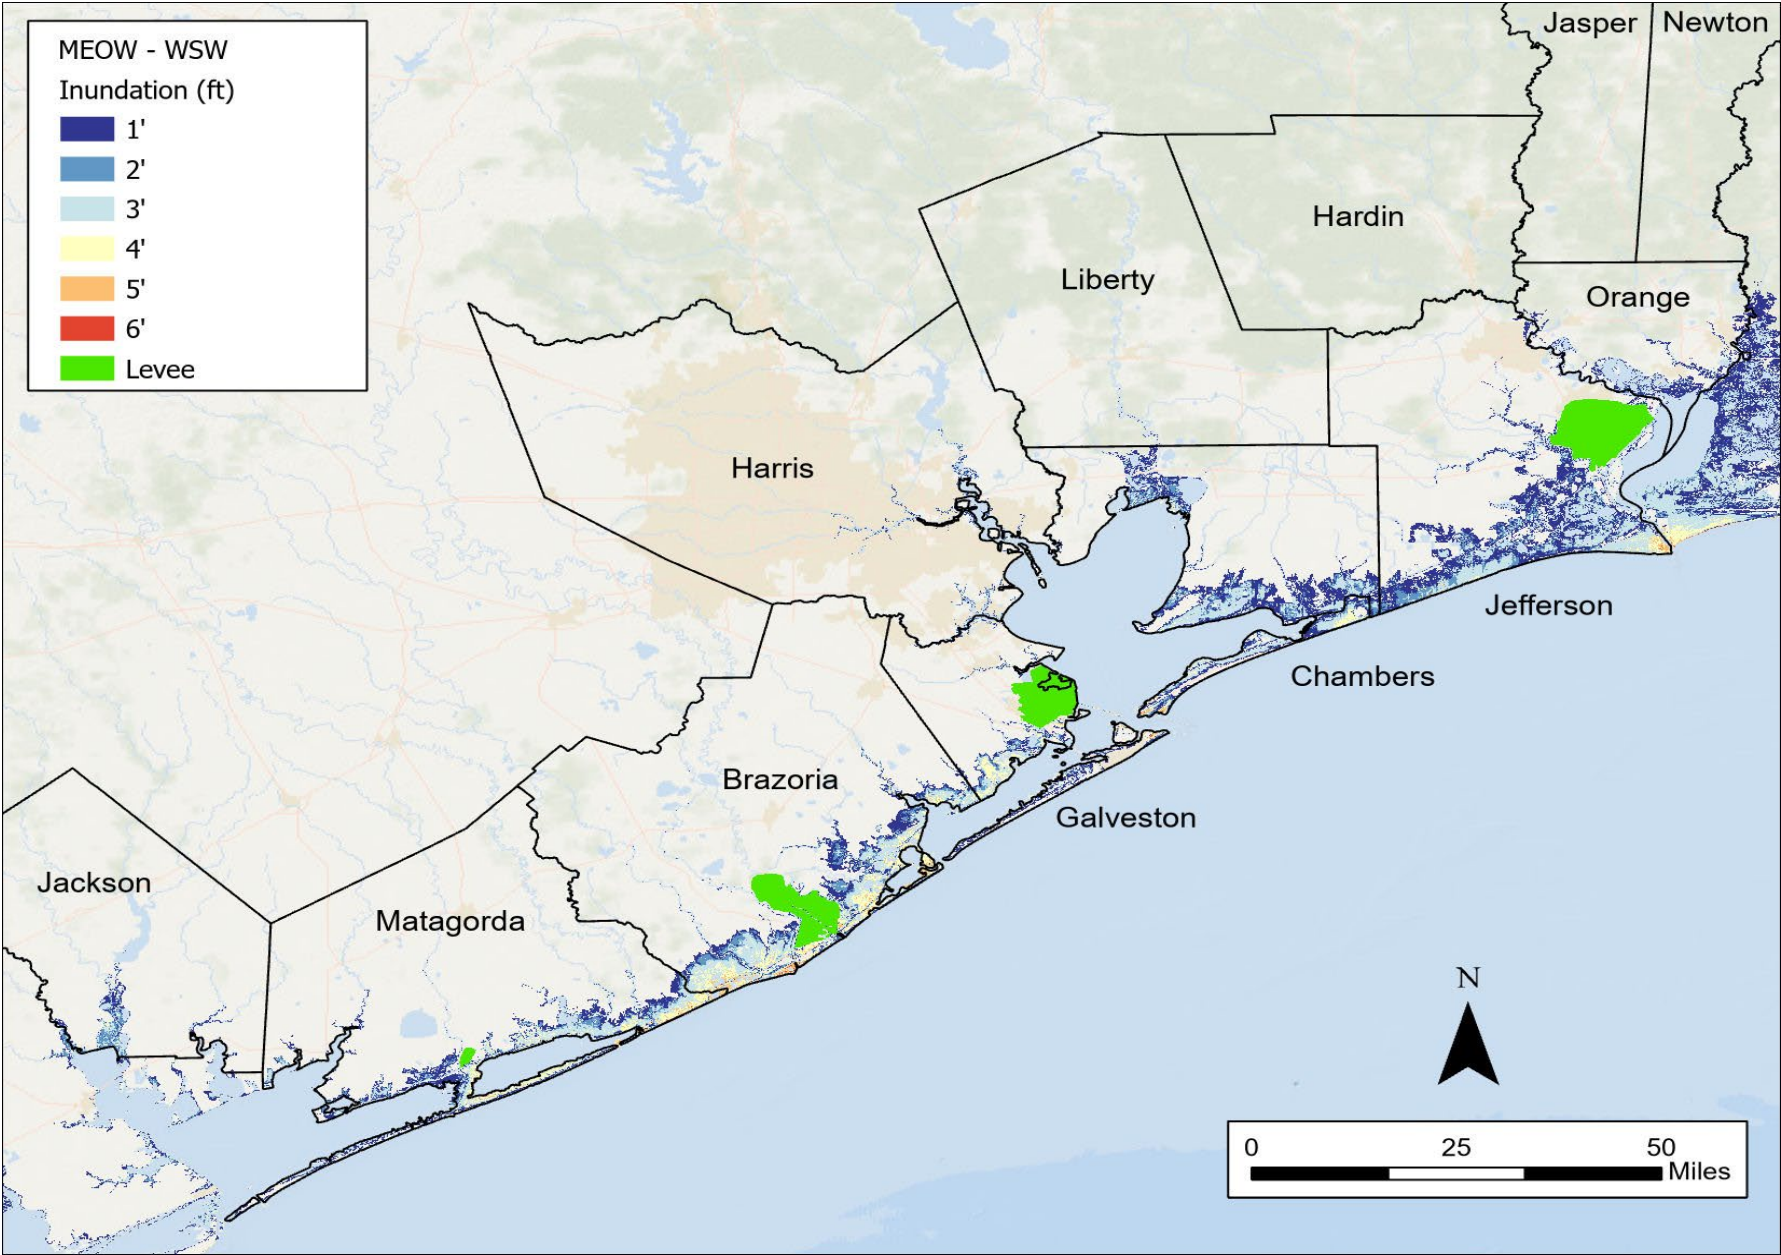 MEOW - WSW
Inundation (ft)
1'
2'
3'
4'
5'
6'
Levee
Jasper
Newton
Hardin
Liberty
Orange
Harris
Jefferson
Chambers
Brazoria
Galveston
Jackson
Matagorda
N
0 25 50
Miles